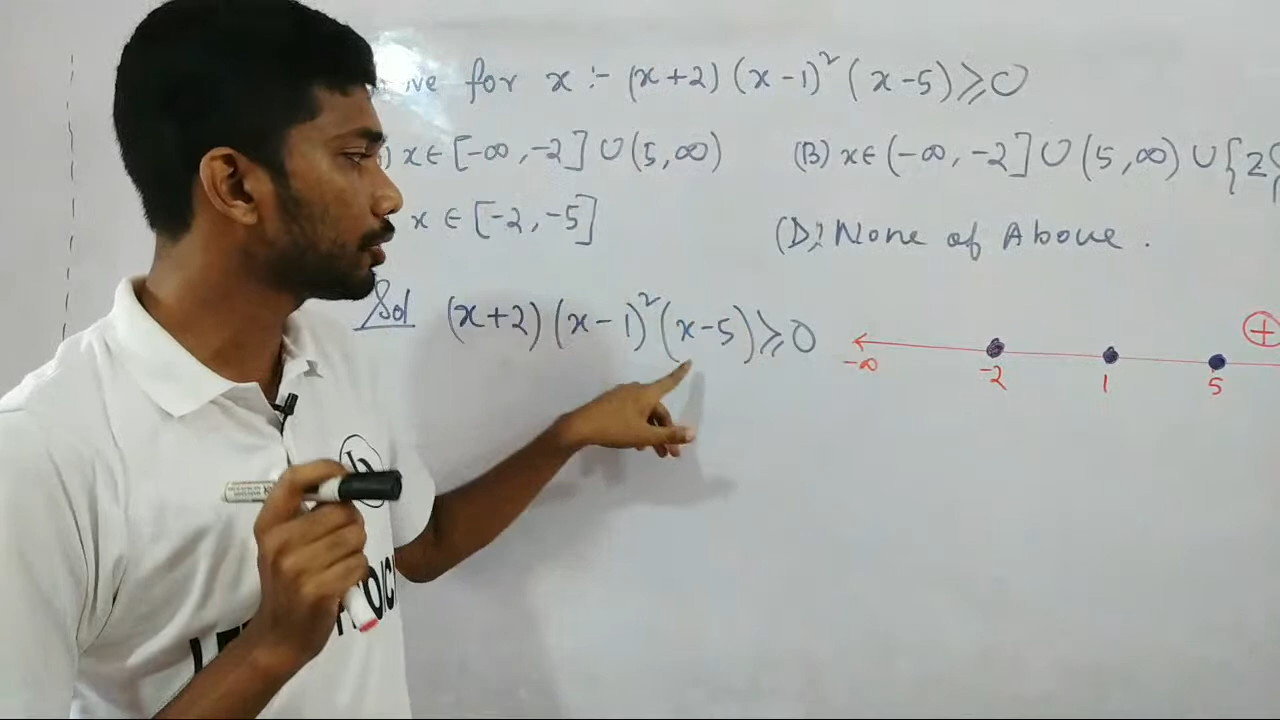 ve for x :- (x+2) (x-1)² (x-5) ⩾ 0
) x ∈ [-∞, -2] ∪ (5, ∞) (B) x ∈ (-∞, -2] ∪ (5, ∞) ∪ {2
x ∈ [-2, -5]
(D) None of Above.
Sol (x+2) (x-1)² (x-5) ⩾ 0
+
-∞ -2 1 5